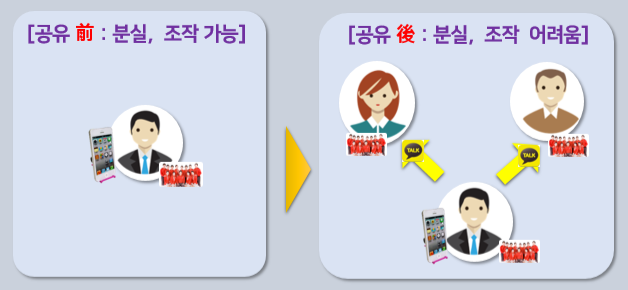 [공유 前 : 분실, 조작 가능]
[공유 後 : 분실, 조작 어려움]
TALK
TALK